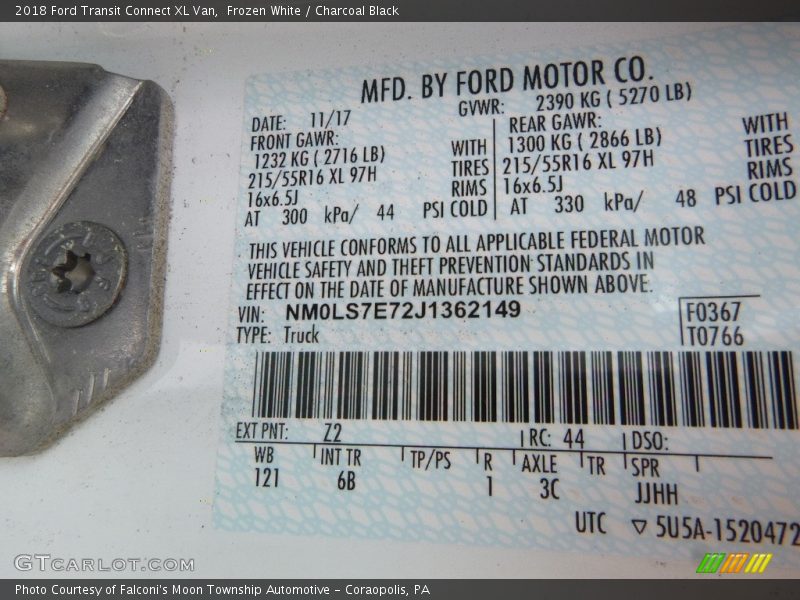 2018 Ford Transit Connect XL Van, Frozen White / Charcoal Black
MFD. BY FORD MOTOR CO.
DATE: 11/17 GVWR: 2390 KG ( 5270 LB)
FRONT GAWR: REAR GAWR:
1232 KG ( 2716 LB) WITH 1300 KG ( 2866 LB) WITH
215/55R16 XL 97H TIRES 215/55R16 XL 97H TIRES
16x6.5J RIMS 16x6.5J RIMS
AT 300 kPa/ 44 PSI COLD AT 330 kPa/ 48 PSI COLD
THIS VEHICLE CONFORMS TO ALL APPLICABLE FEDERAL MOTOR
VEHICLE SAFETY AND THEFT PREVENTION STANDARDS IN
EFFECT ON THE DATE OF MANUFACTURE SHOWN ABOVE.
VIN: NM0LS7E72J1362149 F0367
TYPE: Truck T0766
EXT PNT: Z2 RC: 44 DSO:
WB INT TR TP/PS R AXLE TR SPR
121 6B 1 3C JJHH
UTC ▽ 5U5A-1520472
GTCARLOT.COM
Photo Courtesy of Falconi's Moon Township Automotive – Coraopolis, PA